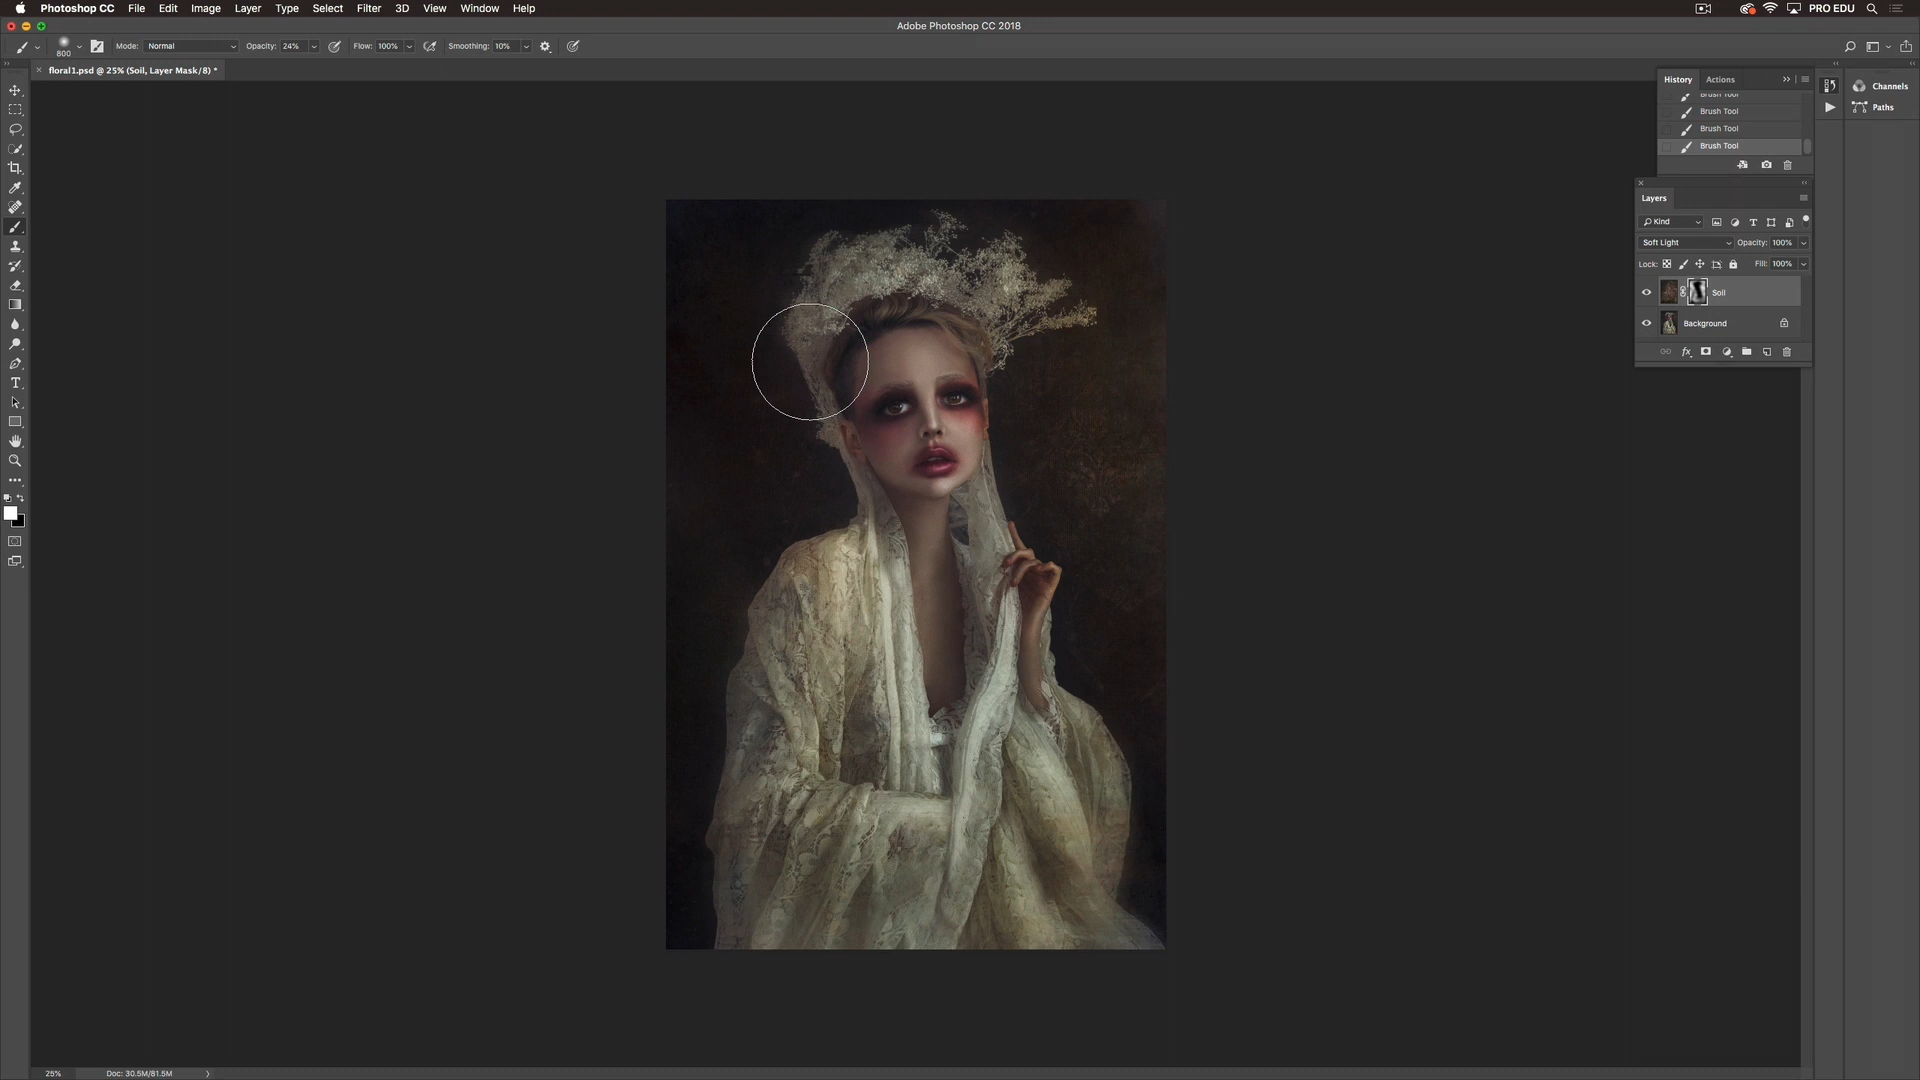 Photoshop CC File Edit Image Layer Type Select Filter 3D View Window Help PRO EDU
Adobe Photoshop CC 2018
800 Mode: Normal Opacity: 24% Flow: 100% Smoothing: 10%
floral1.psd @ 25% (Soil, Layer Mask/8) *
History Actions
Channels
Paths
Brush Tool
Brush Tool
Brush Tool
Brush Tool
Layers
Kind
Soft Light Opacity: 100%
Lock: Fill: 100%
Soil
Background
25% Doc: 30.5M/81.5M